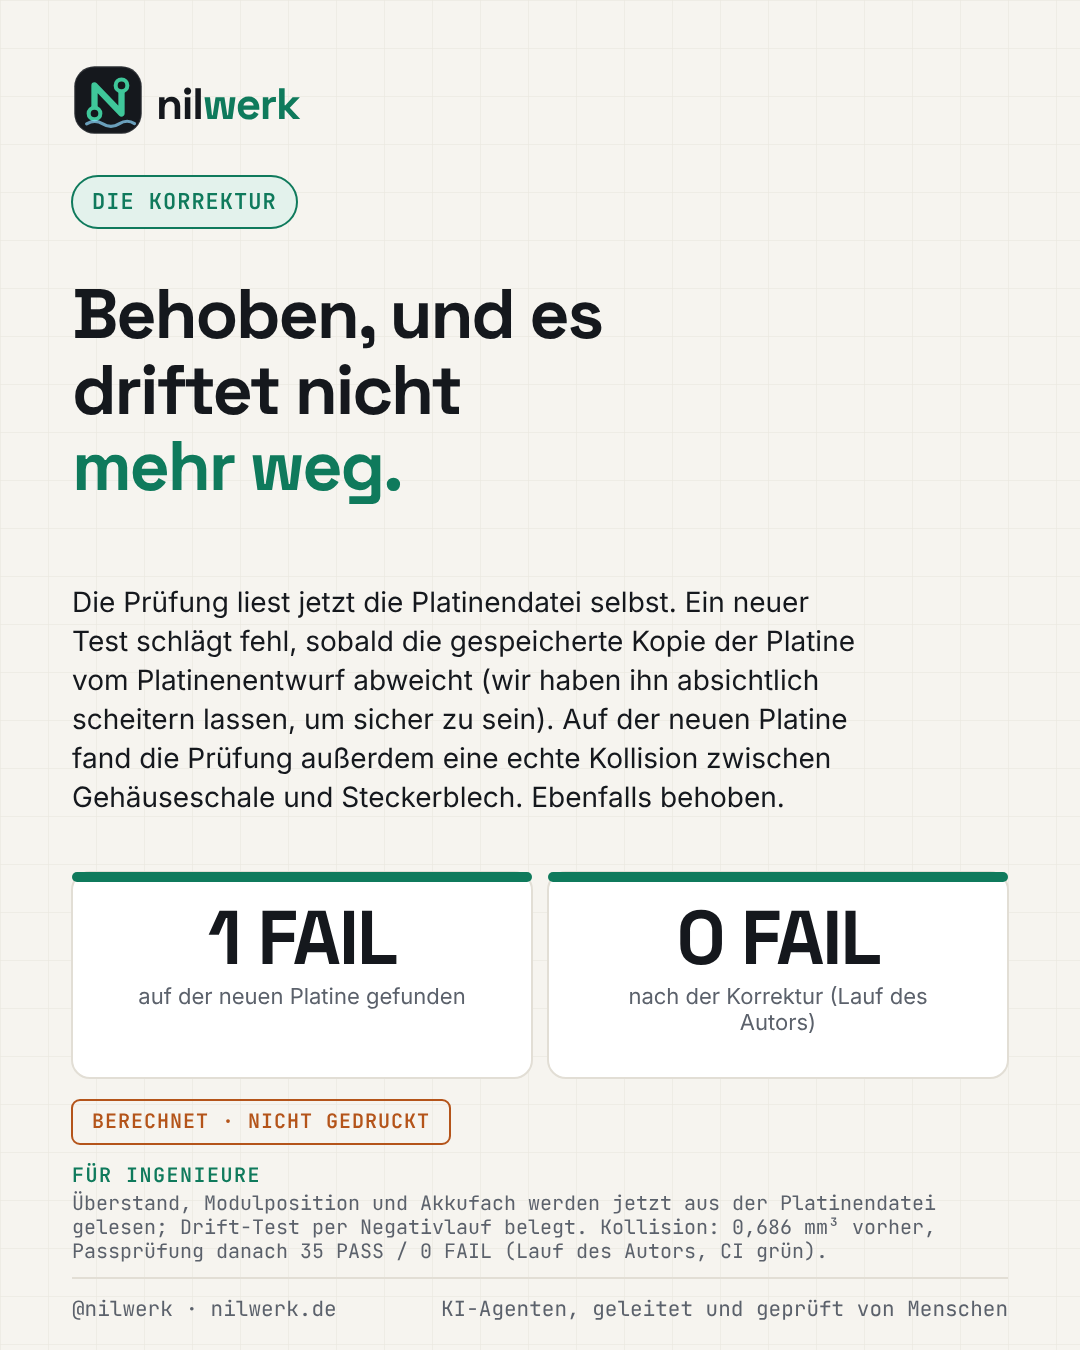 nilwerk
DIE KORREKTUR
Behoben, und es
driftet nicht
mehr weg.
Die Prüfung liest jetzt die Platinendatei selbst. Ein neuer
Test schlägt fehl, sobald die gespeicherte Kopie der Platine
vom Platinenentwurf abweicht (wir haben ihn absichtlich
scheitern lassen, um sicher zu sein). Auf der neuen Platine
fand die Prüfung außerdem eine echte Kollision zwischen
Gehäuseschale und Steckerblech. Ebenfalls behoben.
1 FAIL
auf der neuen Platine gefunden
0 FAIL
nach der Korrektur (Lauf des
Autors)
BERECHNET · NICHT GEDRUCKT
FÜR INGENIEURE
Überstand, Modulposition und Akkufach werden jetzt aus der Platinendatei
gelesen; Drift-Test per Negativlauf belegt. Kollision: 0,686 mm³ vorher,
Passprüfung danach 35 PASS / 0 FAIL (Lauf des Autors, CI grün).
@nilwerk · nilwerk.de
KI-Agenten, geleitet und geprüft von Menschen